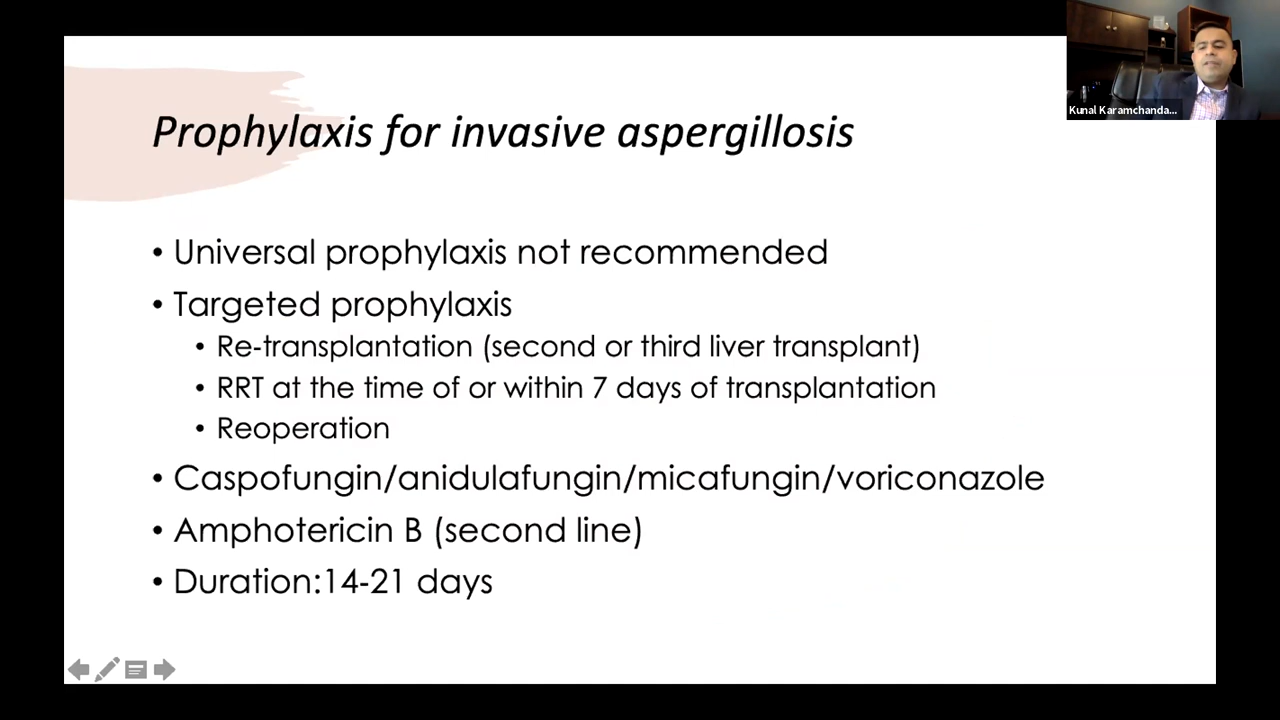 Kunal Karamchanda...
Prophylaxis for invasive aspergillosis
• Universal prophylaxis not recommended
• Targeted prophylaxis
• Re-transplantation (second or third liver transplant)
• RRT at the time of or within 7 days of transplantation
• Reoperation
• Caspofungin/anidulafungin/micafungin/voriconazole
• Amphotericin B (second line)
• Duration:14-21 days